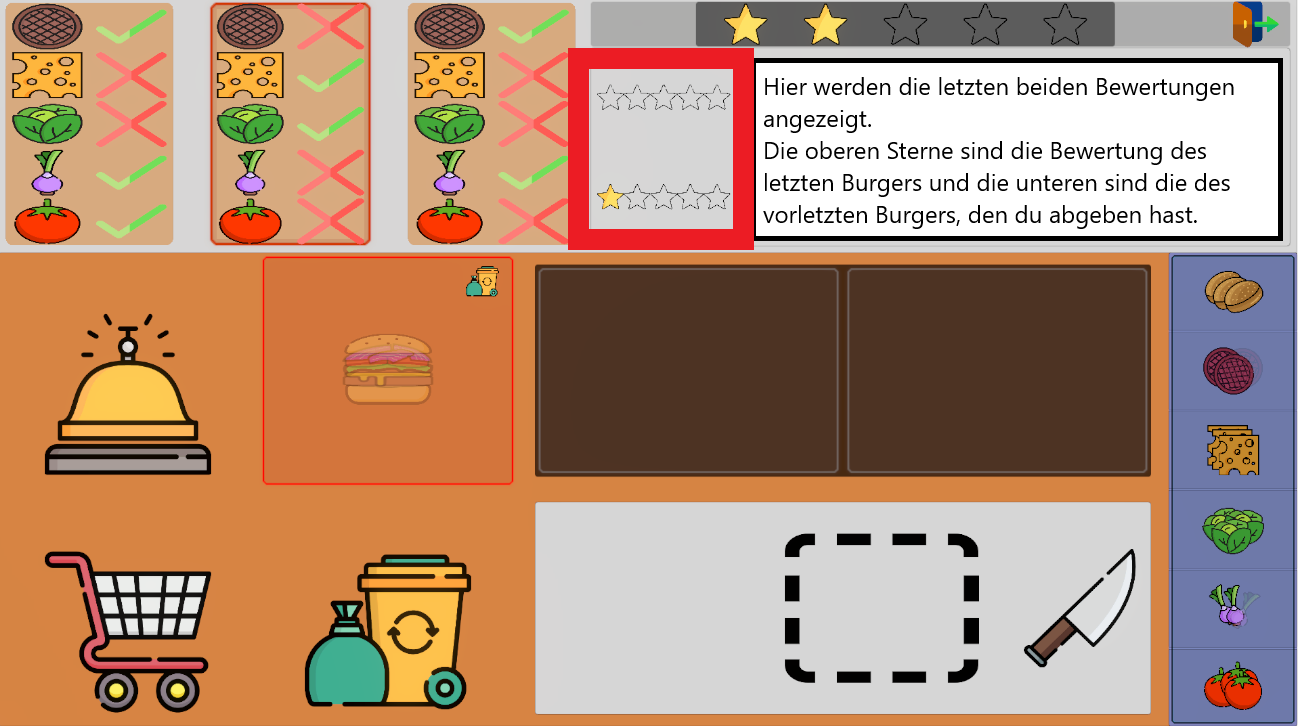 Hier werden die letzten beiden Bewertungen
angezeigt.
Die oberen Sterne sind die Bewertung des
letzten Burgers und die unteren sind die des
vorletzten Burgers, den du abgeben hast.